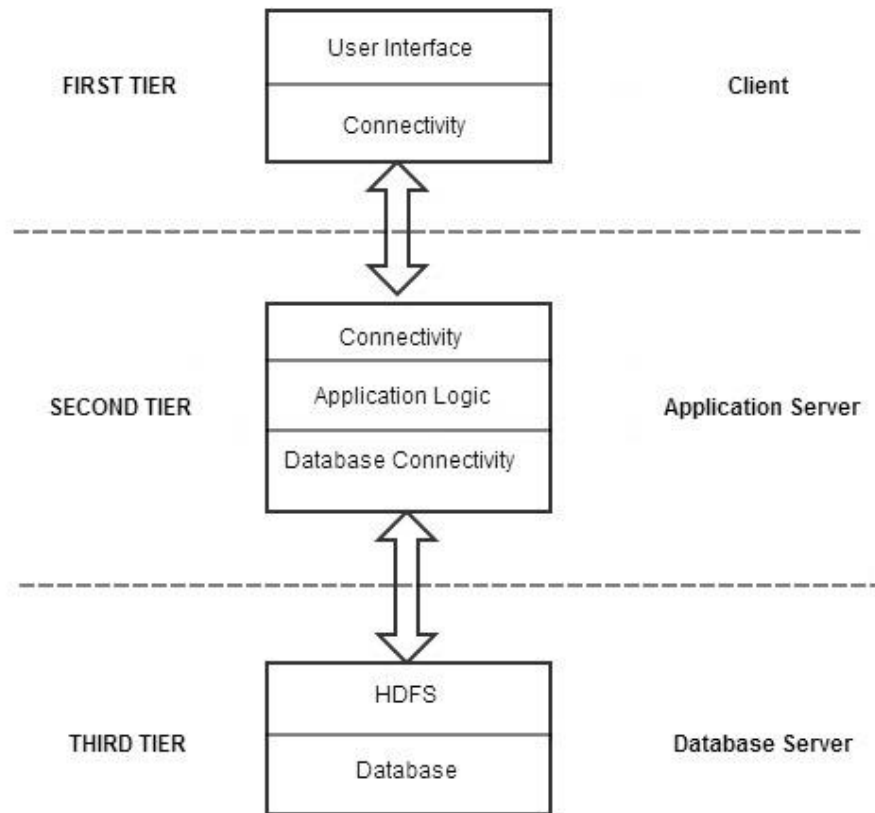 User Interface
FIRST TIER
Client
Connectivity
Connectivity
SECOND TIER
Application Logic
Application Server
Database Connectivity
HDFS
THIRD TIER
Database Server
Database